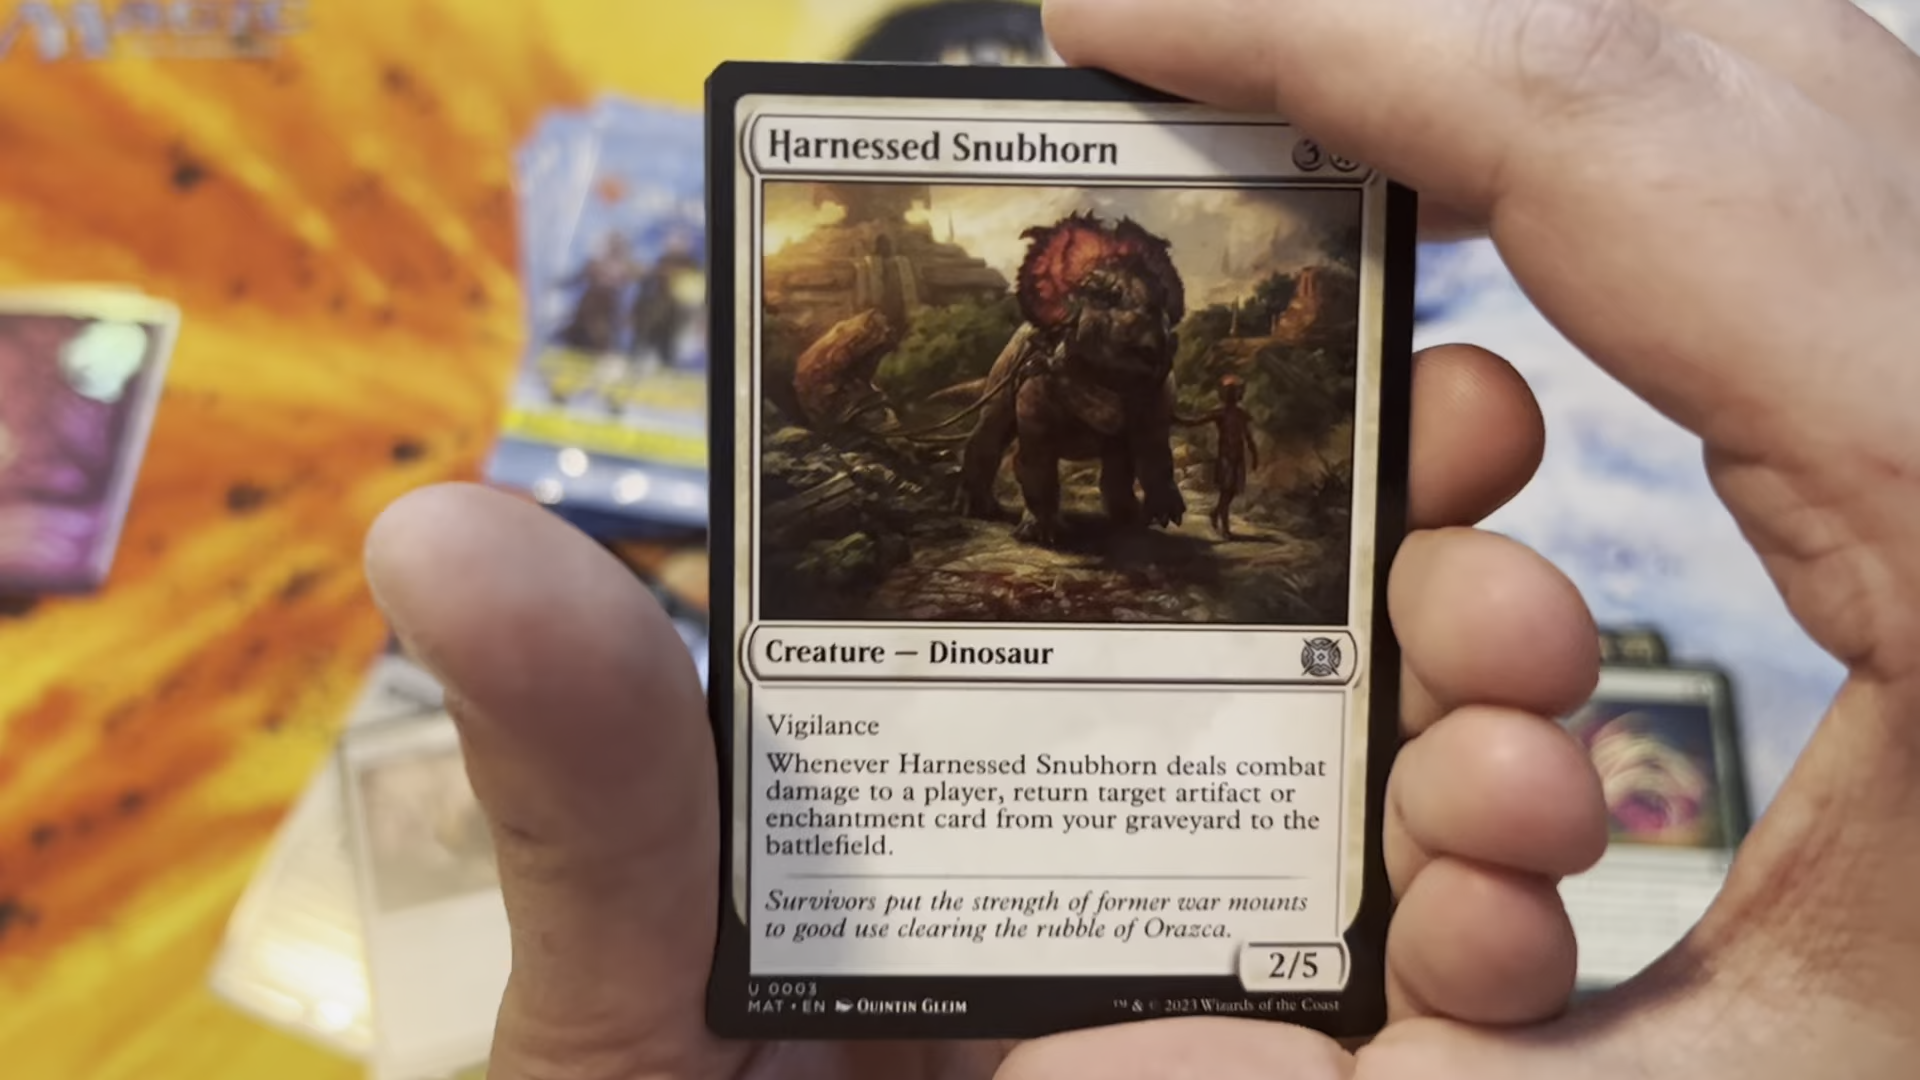 MAGIC
Harnessed Snubhorn
3
Creature — Dinosaur
Vigilance
Whenever Harnessed Snubhorn deals combat
damage to a player, return target artifact or
enchantment card from your graveyard to the
battlefield.
Survivors put the strength of former war mounts
to good use clearing the rubble of Orazca.
2/5
U 0003
MAT • EN QUINTIN GLEIM
™ & © 2023 Wizards of the Coast